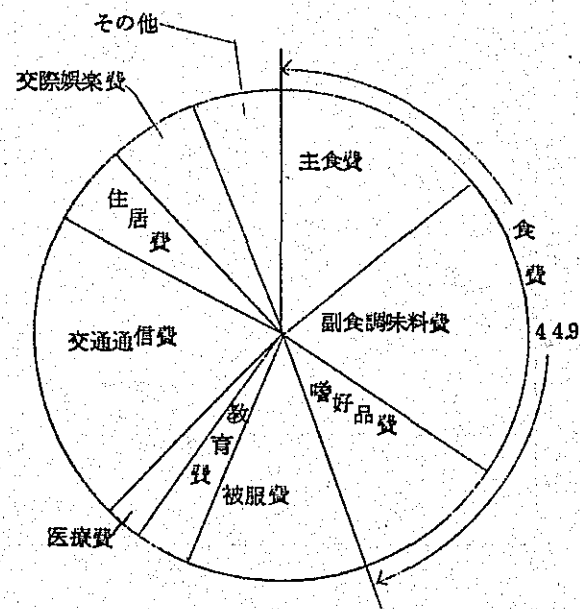 その他
交際娯楽費
主食費
住居費
食費
44.9
副食調味料費
交通通信費
嗜好品費
教育費
被服費
医療費